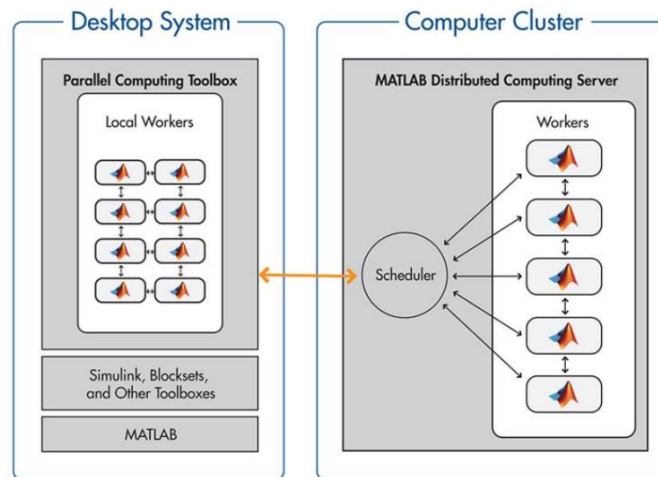 Desktop System
Parallel Computing Toolbox
Local Workers
Simulink, Blocksets,
and Other Toolboxes
MATLAB
Computer Cluster
MATLAB Distributed Computing Server
Workers
Scheduler